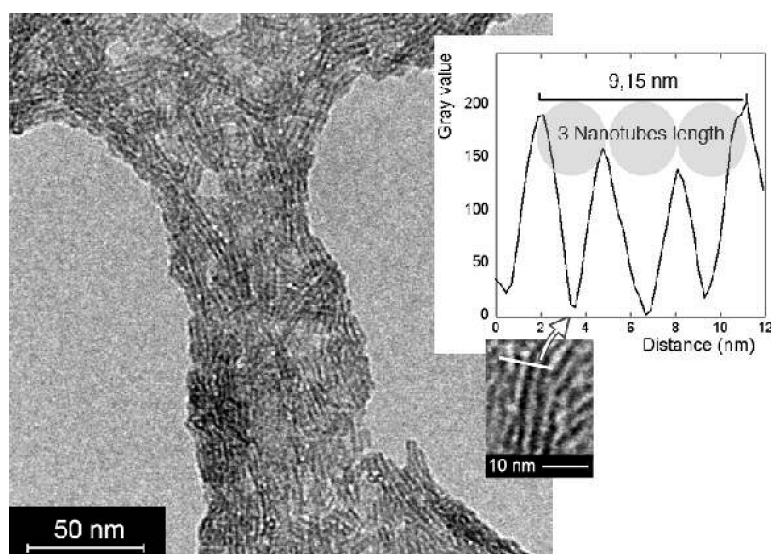 50 nm
Gray value
200
150
100
50
0
9,15 nm
3 Nanotubes length
0 2 4 6 8 10 12
Distance (nm)
10 nm